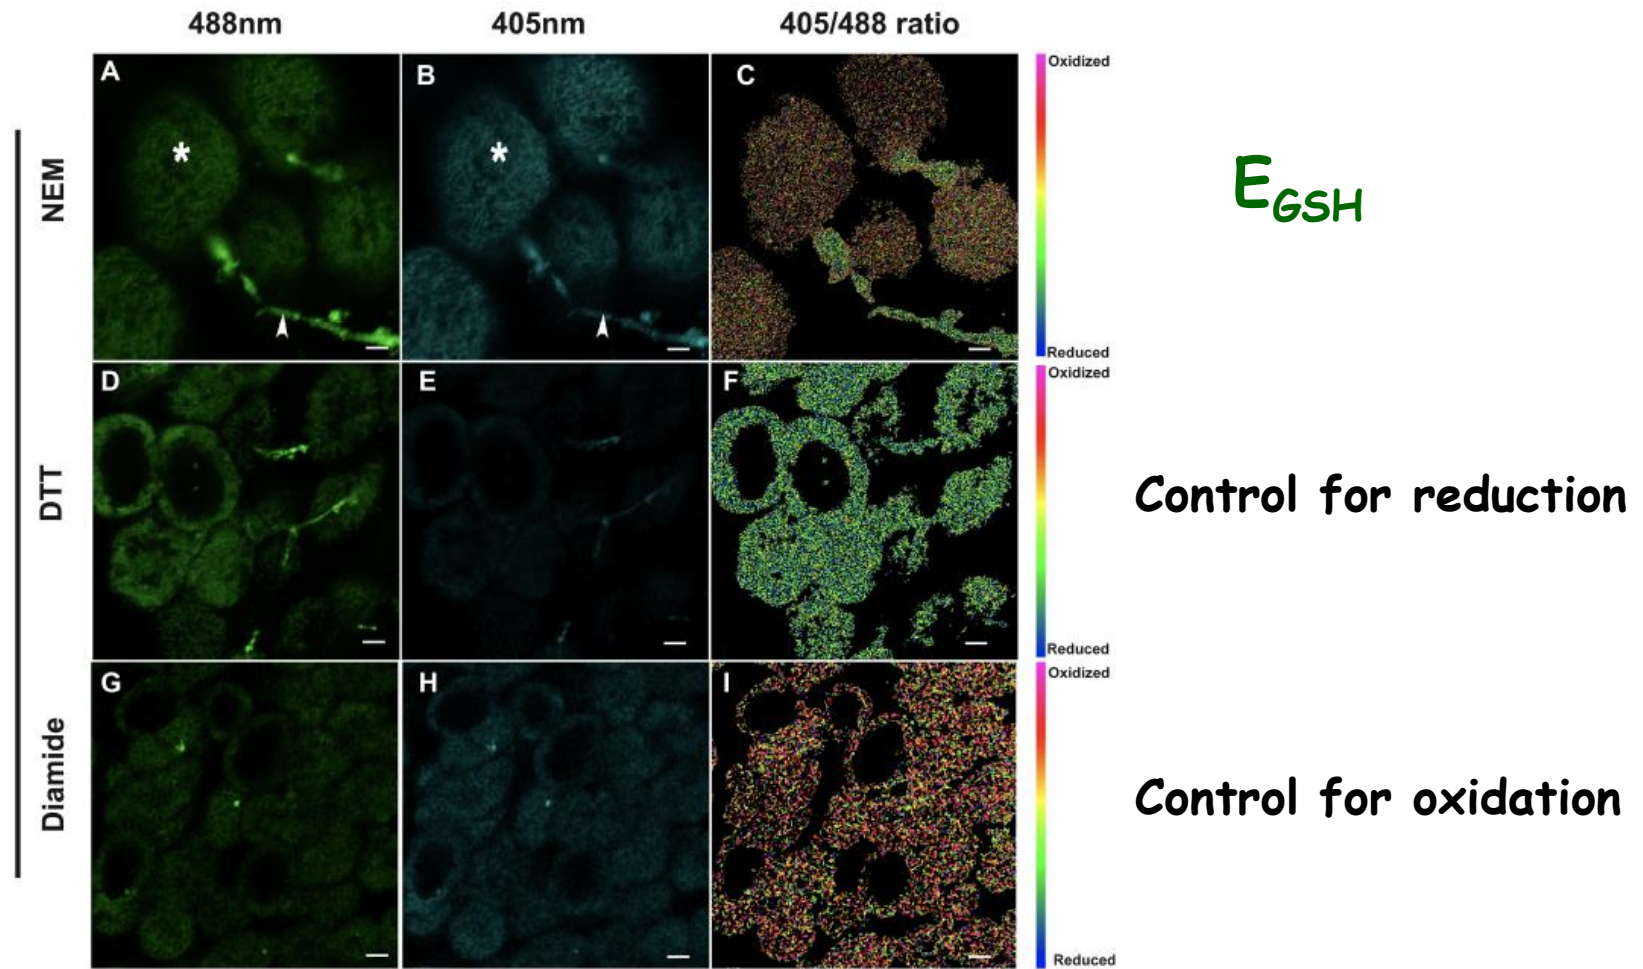 488nm
405nm
405/488 ratio
NEM
A
*
B
*
C
Oxidized
Reduced
E_GSH
DTT
D
E
F
Oxidized
Reduced
Control for reduction
Diamide
G
H
I
Oxidized
Reduced
Control for oxidation